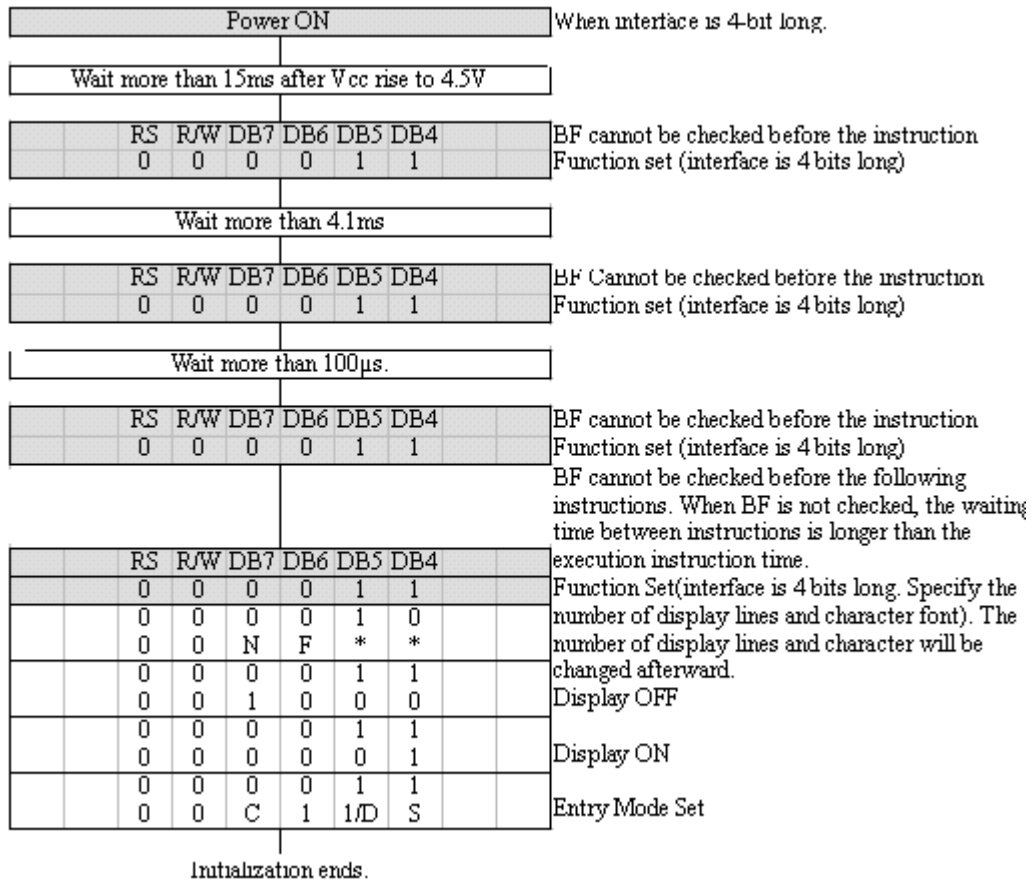 Power ON When interface is 4-bit long.
Wait more than 15ms after Vcc rise to 4.5V
RS R/W DB7 DB6 DB5 DB4 BF cannot be checked before the instruction
0 0 0 0 1 1 Function set (interface is 4 bits long)
Wait more than 4.1ms
RS R/W DB7 DB6 DB5 DB4 BF Cannot be checked before the instruction
0 0 0 0 1 1 Function set (interface is 4 bits long)
Wait more than 100µs.
RS R/W DB7 DB6 DB5 DB4 BF cannot be checked before the instruction
0 0 0 0 1 1 Function set (interface is 4 bits long)
BF cannot be checked before the following
instructions. When BF is not checked, the waiting
time between instructions is longer than the
RS R/W DB7 DB6 DB5 DB4 execution instruction time.
0 0 0 0 1 1 Function Set(interface is 4 bits long. Specify the
0 0 0 0 1 0 number of display lines and character font). The
0 0 N F * * number of display lines and character will be
0 0 0 0 1 1 changed afterward.
0 0 1 0 0 0 Display OFF
0 0 0 0 1 1
0 0 0 0 0 1 Display ON
0 0 0 0 1 1
0 0 C 1 1/D S Entry Mode Set
Initialization ends.